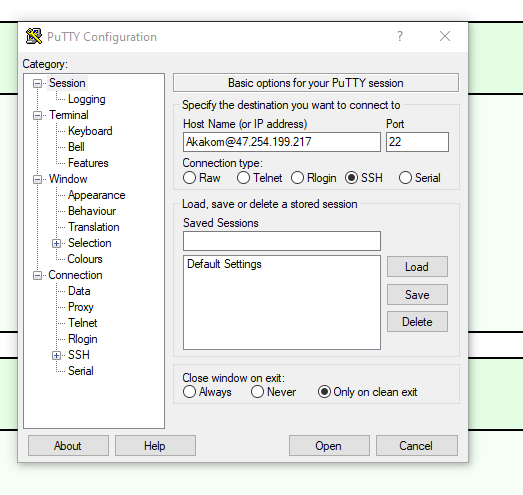 PuTTY Configuration
? ×
Category:
Session
Logging
Terminal
Keyboard
Bell
Features
Window
Appearance
Behaviour
Translation
Selection
Colours
Connection
Data
Proxy
Telnet
Rlogin
SSH
Serial
Basic options for your PuTTY session
Specify the destination you want to connect to
Host Name (or IP address) Port
Akakom@47.254.199.217 22
Connection type:
Raw Telnet Rlogin SSH Serial
Load, save or delete a stored session
Saved Sessions
Default Settings
Load
Save
Delete
Close window on exit:
Always Never Only on clean exit
About Help Open Cancel